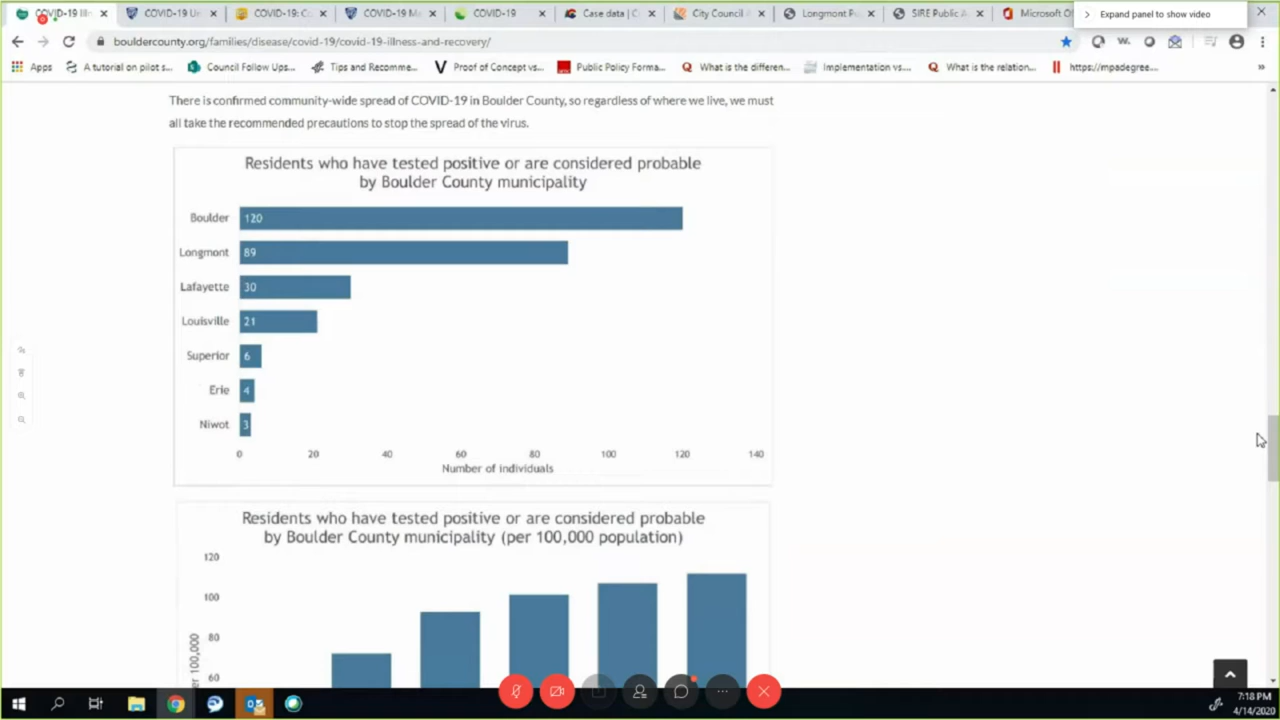 COVID-19 Illn
COVID-19 Un
COVID-19: Co
COVID-19 Ma
COVID-19
Case data | C
City Council
Longmont Pu
SIRE Public A
Microsoft Of
Expand panel to show video
bouldercounty.org/families/disease/covid-19/covid-19-illness-and-recovery/
Apps
A tutorial on pilot s...
Council Follow Ups...
Tips and Recomme...
Proof of Concept vs...
Public Policy Forma...
What is the differen...
Implementation vs....
What is the relation...
https://mpadegree....
There is confirmed community-wide spread of COVID-19 in Boulder County, so regardless of where we live, we must
all take the recommended precautions to stop the spread of the virus.
Residents who have tested positive or are considered probable
by Boulder County municipality
Boulder 120
Longmont 89
Lafayette 30
Louisville 21
Superior 6
Erie 4
Niwot 3
0 20 40 60 80 100 120 140
Number of individuals
Residents who have tested positive or are considered probable
by Boulder County municipality (per 100,000 population)
120
100
80
60
per 100,000
7:18 PM
4/14/2020